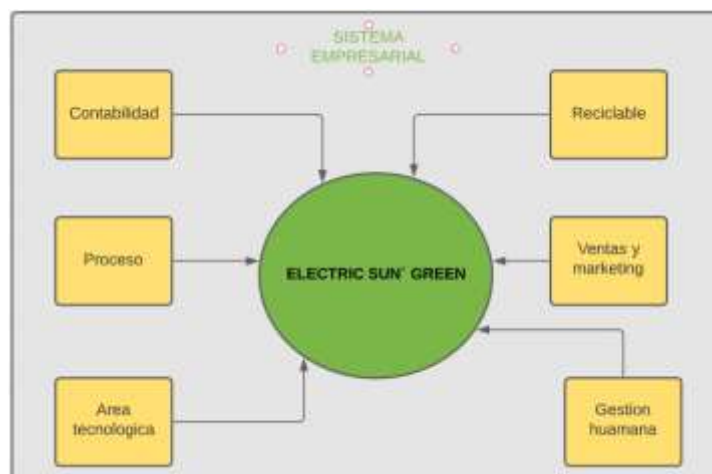 SISTEMA
EMPRESARIAL
Contabilidad
Reciclable
Proceso
ELECTRIC SUN´ GREEN
Ventas y
marketing
Area
tecnologica
Gestion
huamana